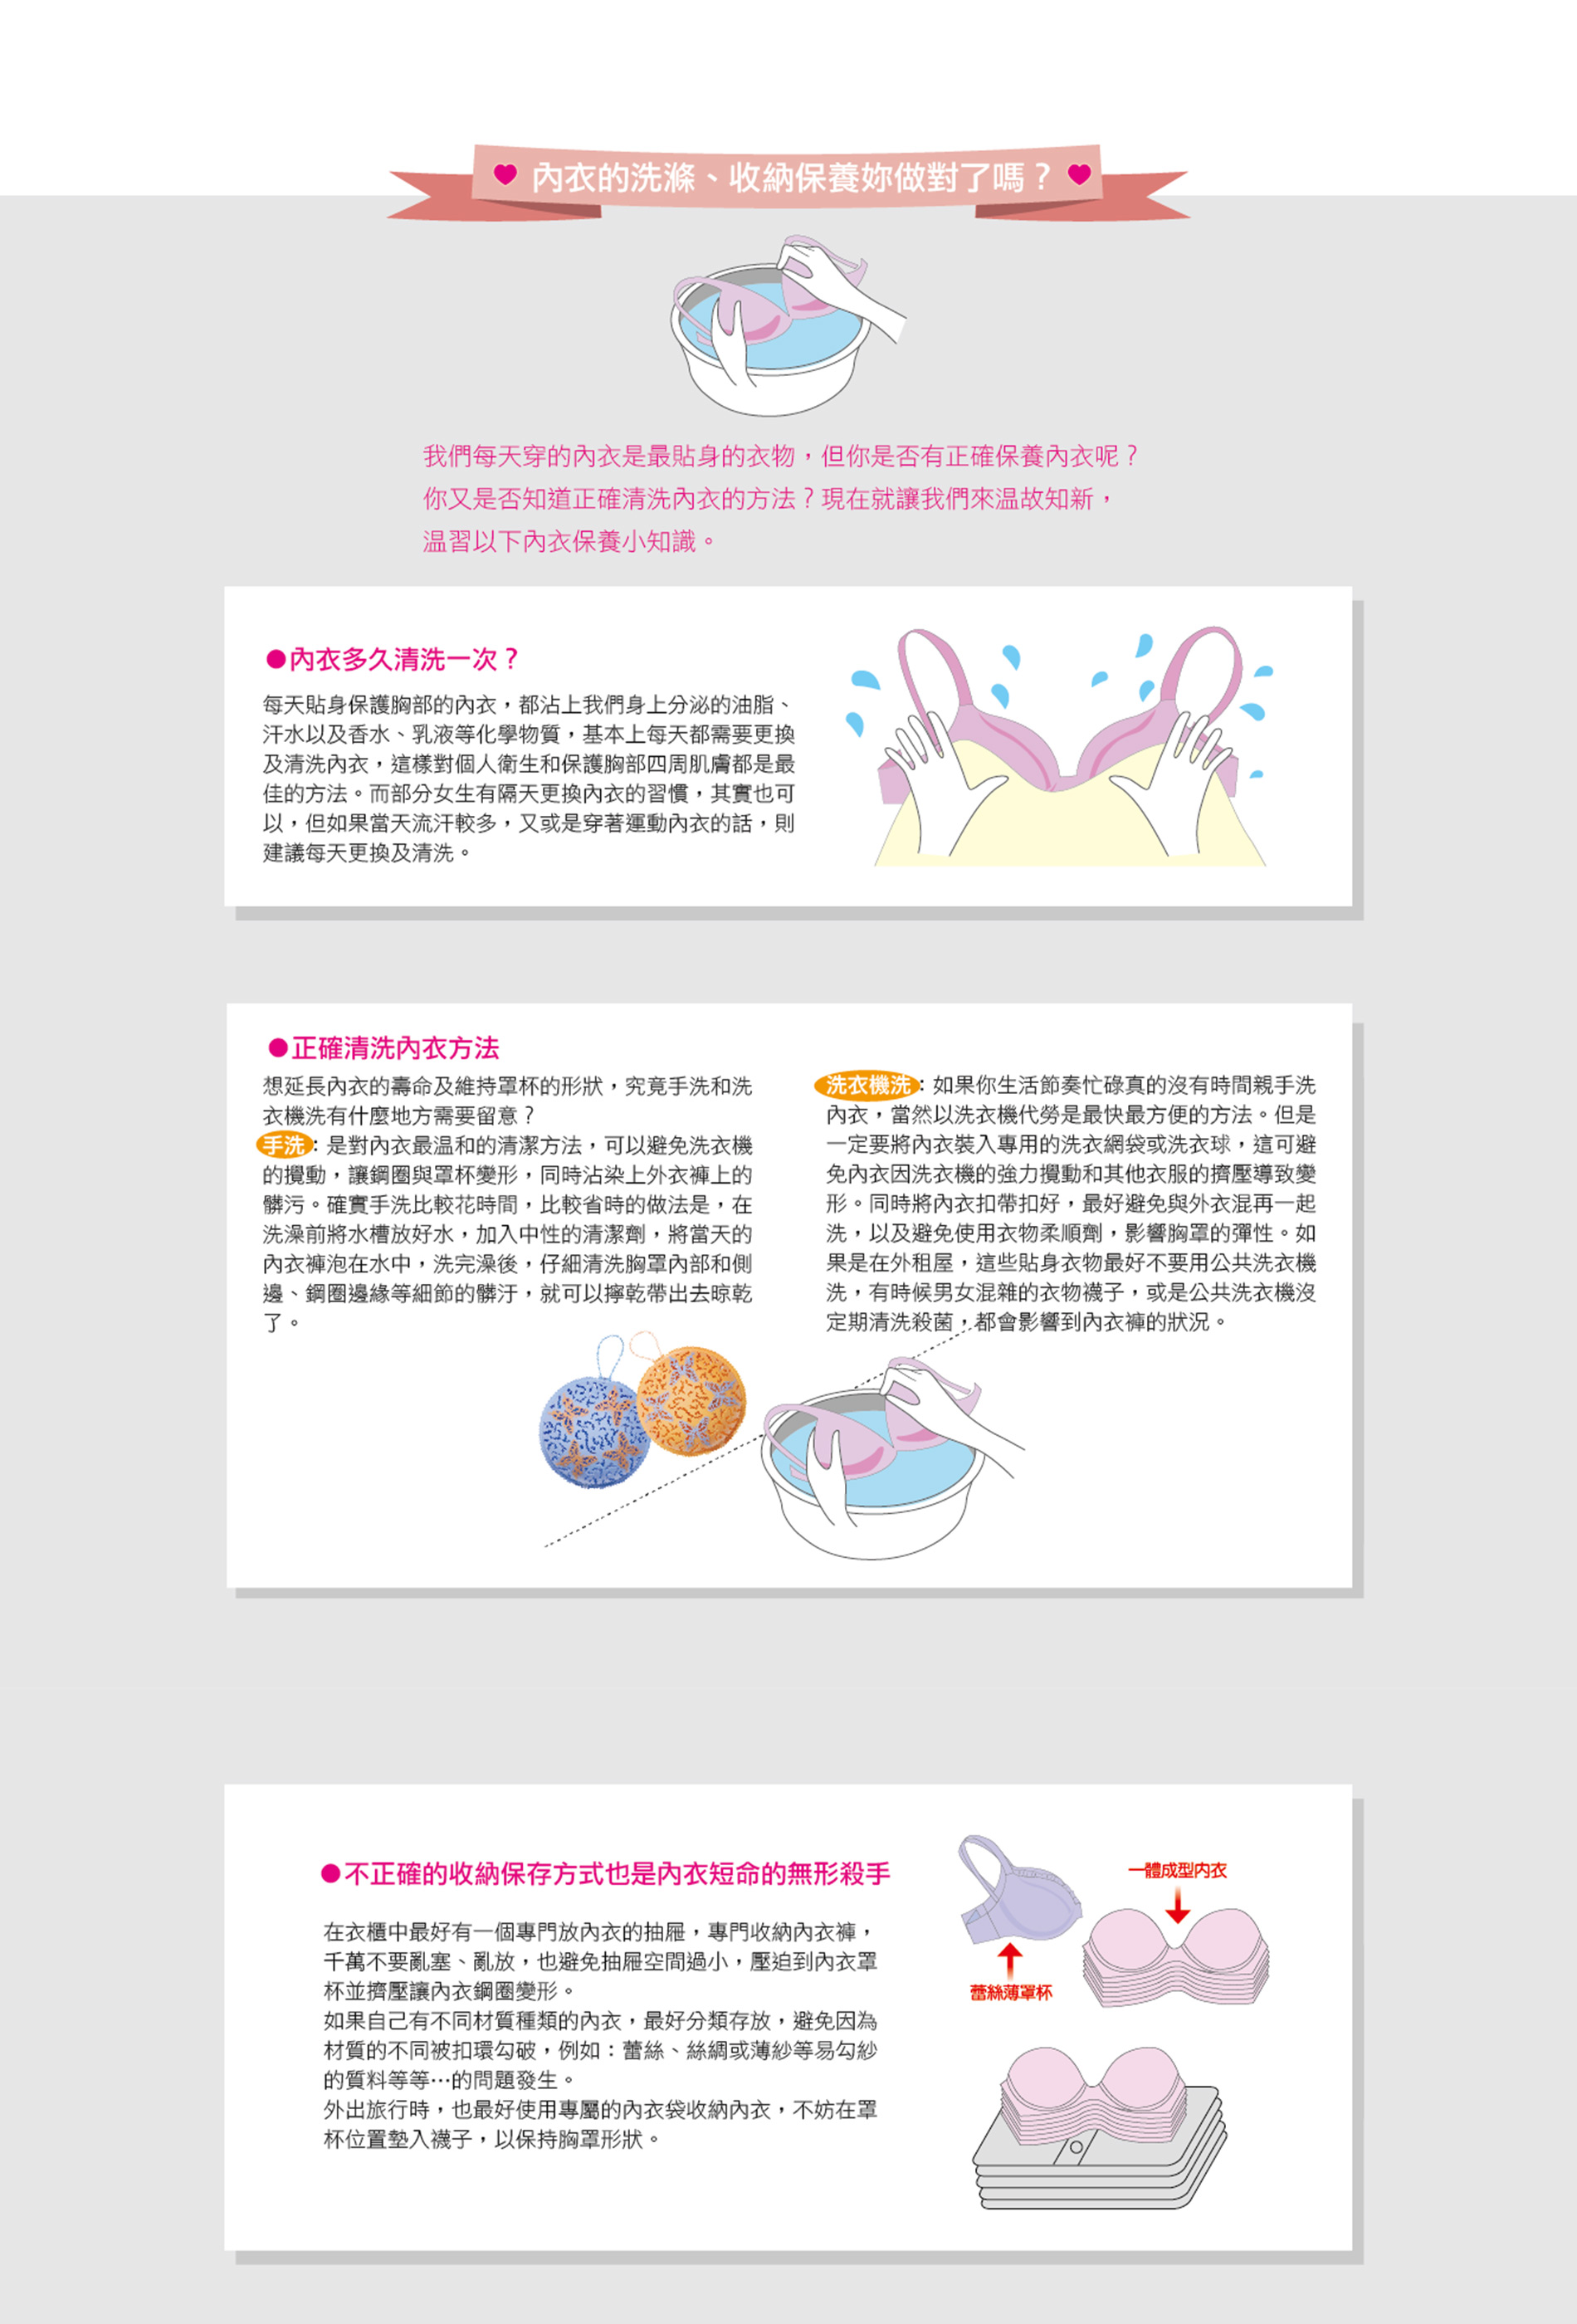 內衣的洗滌、收納保養妳做對了嗎？
我們每天穿的內衣是最貼身的衣物，但你是否有正確保養內衣呢？
你又是否知道正確清洗內衣的方法？現在就讓我們來温故知新，
温習以下內衣保養小知識。
●內衣多久清洗一次？
每天貼身保護胸部的內衣，都沾上我們身上分泌的油脂、
汗水以及香水、乳液等化學物質，基本上每天都需要更換
及清洗內衣，這樣對個人衛生和保護胸部四周肌膚都是最
佳的方法。而部分女生有隔天更換內衣的習慣，其實也可
以，但如果當天流汗較多，又或是穿著運動內衣的話，則
建議每天更換及清洗。
●正確清洗內衣方法
想延長內衣的壽命及維持罩杯的形狀，究竟手洗和洗
衣機洗有什麼地方需要留意？
手洗：是對內衣最温和的清潔方法，可以避免洗衣機
的攪動，讓鋼圈與罩杯變形，同時沾染上外衣褲上的
髒污。確實手洗比較花時間，比較省時的做法是，在
洗澡前將水槽放好水，加入中性的清潔劑，將當天的
內衣褲泡在水中，洗完澡後，仔細清洗胸罩內部和側
邊、鋼圈邊緣等細節的髒汙，就可以擰乾帶出去晾乾
了。
洗衣機洗：如果你生活節奏忙碌真的沒有時間親手洗
內衣，當然以洗衣機代勞是最快最方便的方法。但是
一定要將內衣裝入專用的洗衣網袋或洗衣球，這可避
免內衣因洗衣機的強力攪動和其他衣服的擠壓導致變
形。同時將內衣扣帶扣好，最好避免與外衣混再一起
洗，以及避免使用衣物柔順劑，影響胸罩的彈性。如
果是在外租屋，這些貼身衣物最好不要用公共洗衣機
洗，有時候男女混雜的衣物襪子，或是公共洗衣機沒
定期清洗殺菌，都會影響到內衣褲的狀況。
●不正確的收納保存方式也是內衣短命的無形殺手
在衣櫃中最好有一個專門放內衣的抽屜，專門收納內衣褲，
千萬不要亂塞、亂放，也避免抽屜空間過小，壓迫到內衣罩
杯並擠壓讓內衣鋼圈變形。
如果自己有不同材質種類的內衣，最好分類存放，避免因為
材質的不同被扣環勾破，例如：蕾絲、絲綢或薄紗等易勾紗
的質料等等…的問題發生。
外出旅行時，也最好使用專屬的內衣袋收納內衣，不妨在罩
杯位置墊入襪子，以保持胸罩形狀。
一體成型内衣
蕾絲薄罩杯